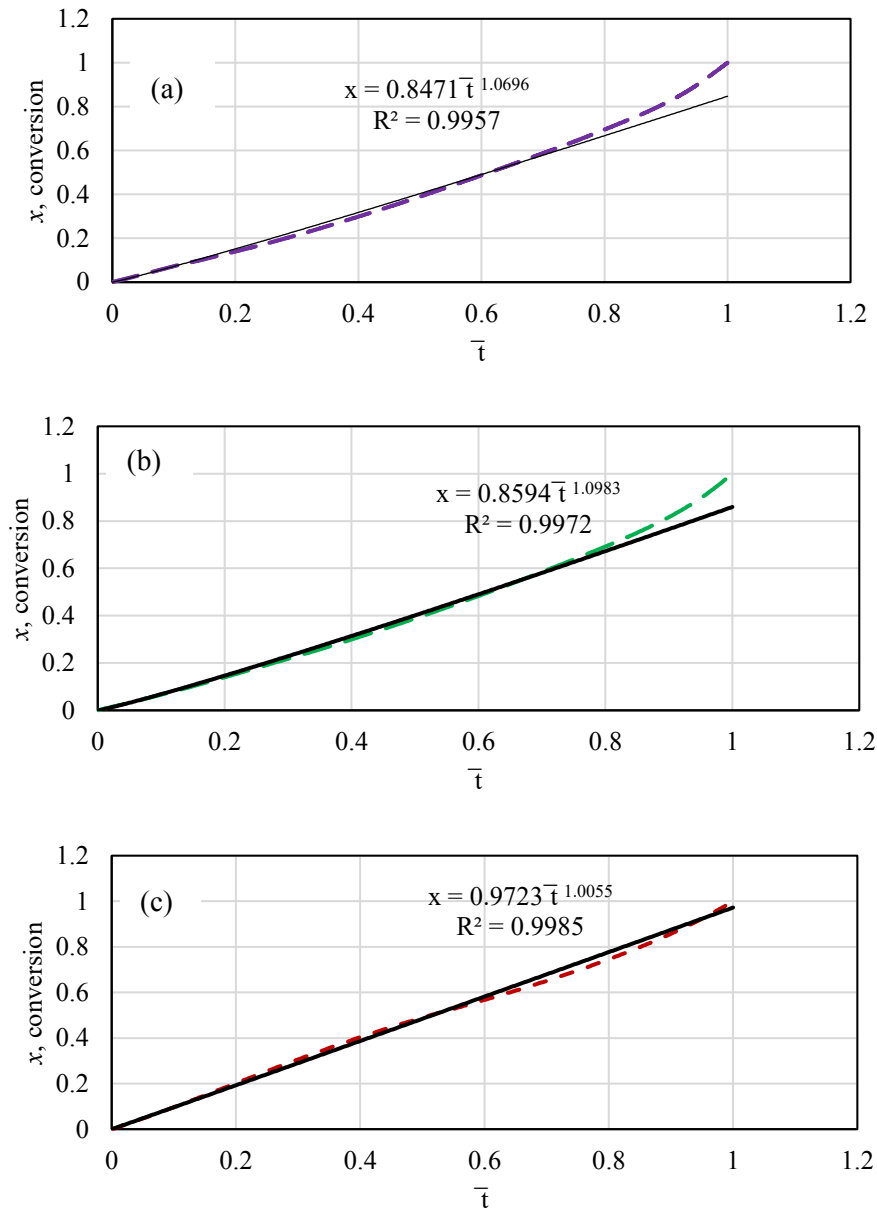 1.2
(a)
x = 0.8471 t̅ ^1.0696
R² = 0.9957
1
0.8
0.6
0.4
0.2
0
x, conversion
0 0.2 0.4 0.6 0.8 1 1.2
t̅
1.2
(b)
x = 0.8594 t̅ ^1.0983
R² = 0.9972
1
0.8
0.6
0.4
0.2
0
x, conversion
0 0.2 0.4 0.6 0.8 1 1.2
t̅
1.2
(c)
x = 0.9723 t̅ ^1.0055
R² = 0.9985
1
0.8
0.6
0.4
0.2
0
x, conversion
0 0.2 0.4 0.6 0.8 1 1.2
t̅